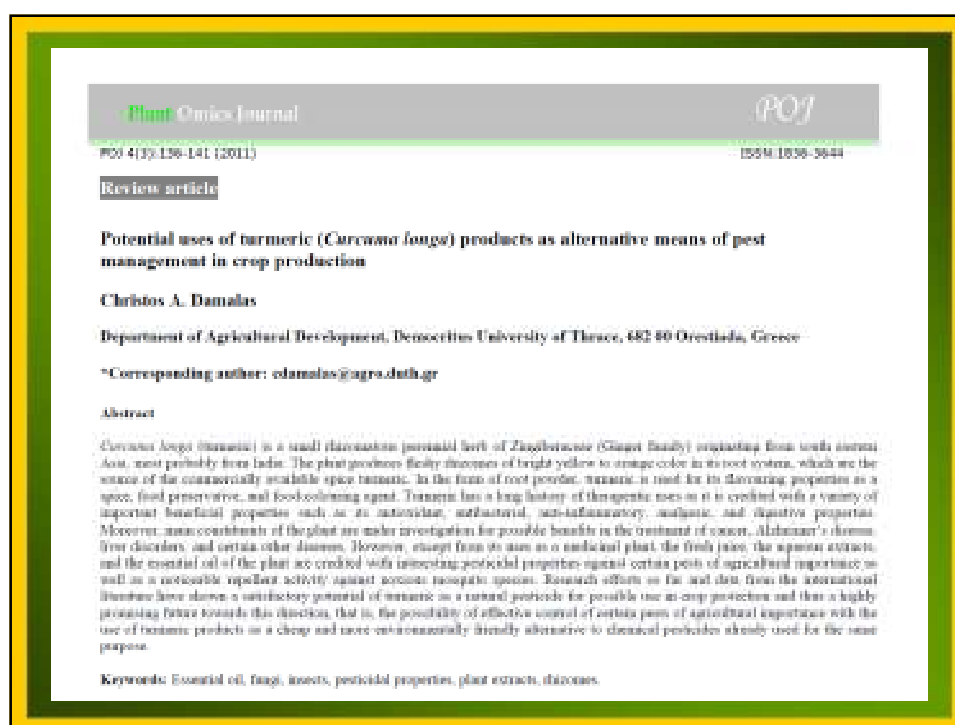 Plant Omics Journal POJ
POJ 4(3):136-141 (2011) ISSN:1836-3644
Review article
Potential uses of turmeric (Curcuma longa) products as alternative means of pest
management in crop production
Christos A. Damalas
Department of Agricultural Development, Democritus University of Thrace, 682 00 Orestiada, Greece
*Corresponding author: cdamalas@agro.duth.gr
Abstract
Curcuma longa (turmeric) is a small rhizomatous perennial herb of Zingiberaceae (Ginger family) originating from south eastern
Asia, most probably from India. The plant produces fleshy rhizomes of bright yellow to orange color in its root system, which are the
source of the commercially available spice turmeric. In the form of root powder, turmeric is used for its flavouring properties as a
spice, food preservative, and food-colouring agent. Turmeric has a long history of therapeutic uses as it is credited with a variety of
important beneficial properties such as its antioxidant, antibacterial, anti-inflammatory, analgesic, and digestive properties.
Moreover, main constituents of the plant are under investigation for possible benefits in the treatment of cancer, Alzheimer's disease,
liver disorders, and certain other diseases. However, except from its uses as a medicinal plant, the fresh juice, the aqueous extracts,
and the essential oil of the plant are credited with interesting pesticidal properties against certain pests of agricultural importance as
well as a noticeable repellent activity against noxious mosquito species. Research efforts so far and data from the international
literature have shown a satisfactory potential of turmeric as a natural pesticide for possible use in crop protection and thus a highly
promising future towards this direction, that is, the possibility of effective control of certain pests of agricultural importance with the
use of turmeric products as a cheap and more environmentally friendly alternative to chemical pesticides already used for the same
purpose.
Keywords: Essential oil, fungi, insects, pesticidal properties, plant extracts, rhizomes.